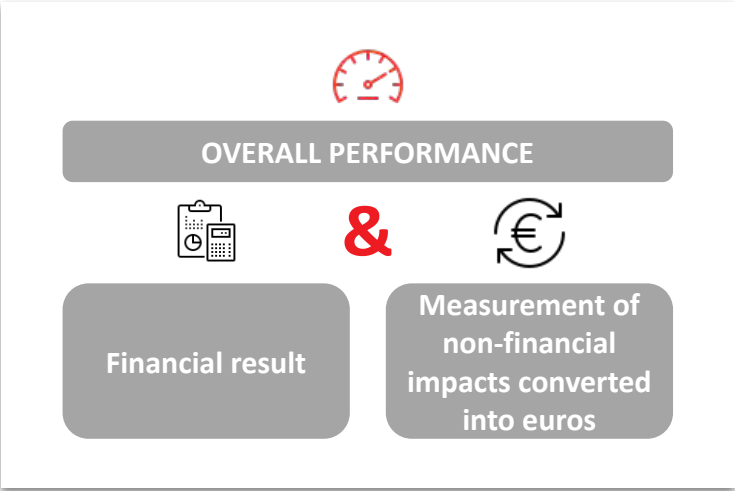 OVERALL PERFORMANCE
&
Financial result
Measurement of
non-financial
impacts converted
into euros